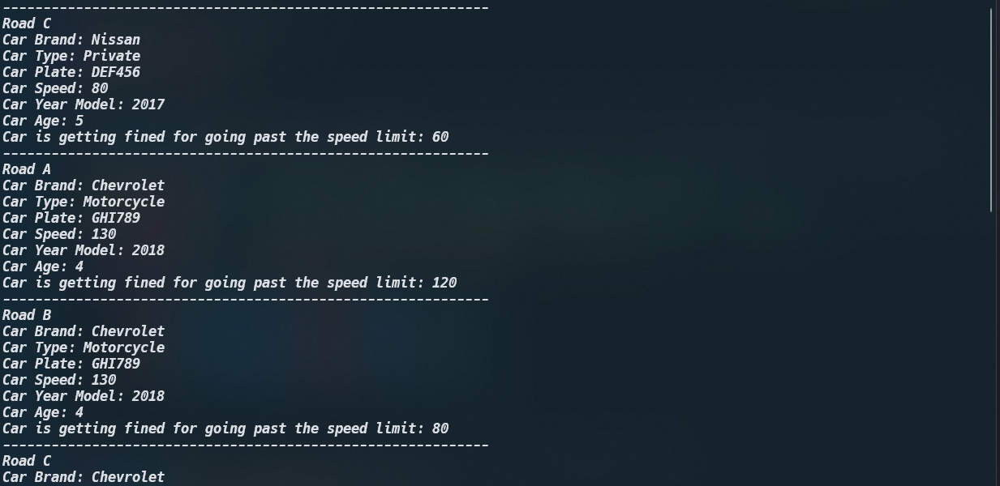 ------------------------------------------------------------
Road C
Car Brand: Nissan
Car Type: Private
Car Plate: DEF456
Car Speed: 80
Car Year Model: 2017
Car Age: 5
Car is getting fined for going past the speed limit: 60
------------------------------------------------------------
Road A
Car Brand: Chevrolet
Car Type: Motorcycle
Car Plate: GHI789
Car Speed: 130
Car Year Model: 2018
Car Age: 4
Car is getting fined for going past the speed limit: 120
------------------------------------------------------------
Road B
Car Brand: Chevrolet
Car Type: Motorcycle
Car Plate: GHI789
Car Speed: 130
Car Year Model: 2018
Car Age: 4
Car is getting fined for going past the speed limit: 80
------------------------------------------------------------
Road C
Car Brand: Chevrolet